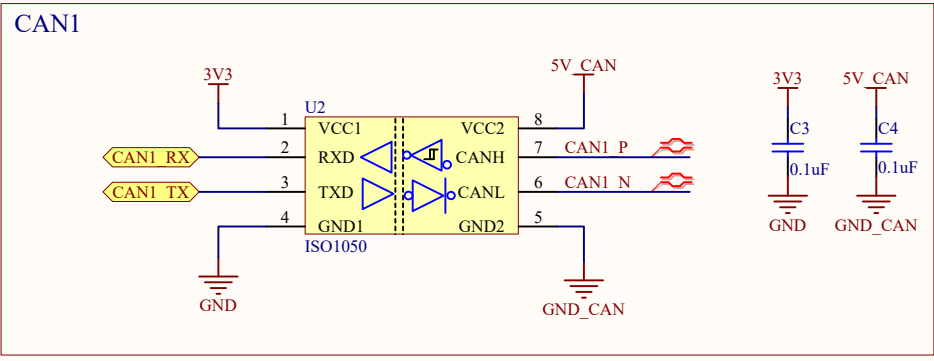 CAN1
3V3
5V_CAN
3V3
5V_CAN
U2
1
VCC1
VCC2
8
C3
C4
CAN1_RX
2
RXD
CANH
7
CAN1_P
0.1uF
0.1uF
CAN1_TX
3
TXD
CANL
6
CAN1_N
4
GND1
GND2
5
GND
GND_CAN
ISO1050
GND
GND_CAN